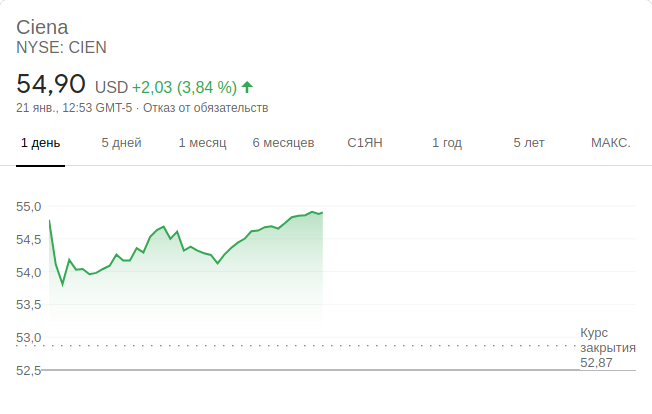 Ciena
NYSE: CIEN
54,90 USD +2,03 (3,84 %)
21 янв., 12:53 GMT-5 · Отказ от обязательств
1 день 5 дней 1 месяц 6 месяцев С1ЯН 1 год 5 лет МАКС.
55,0
54,5
54,0
53,5
53,0
52,5
Курс
закрытия
52,87